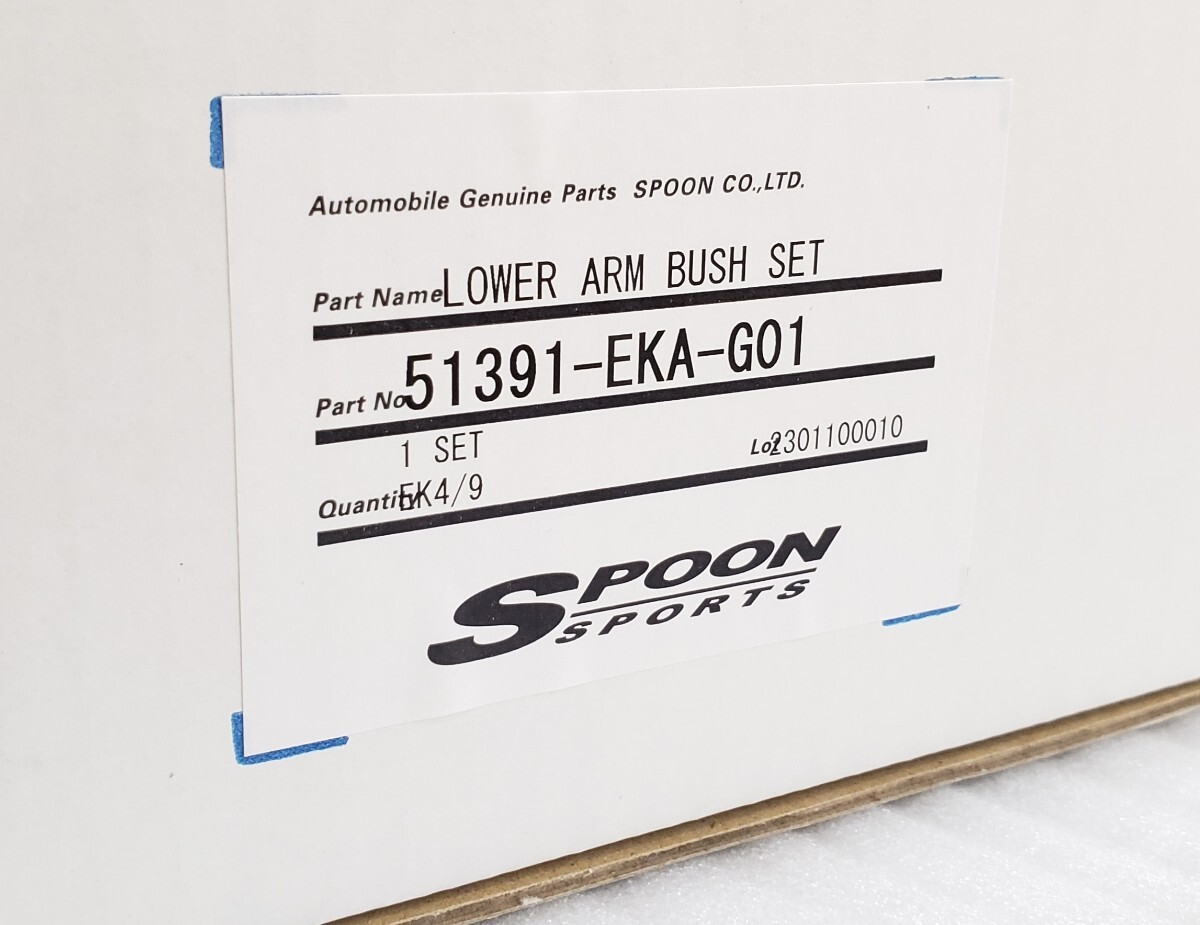 Automobile Genuine Parts SPOON CO.,LTD.
Part Name LOWER ARM BUSH SET
Part No. 51391-EKA-G01
1 SET
Lot 2301100010
Quantity EK4/9
SPOON
SPORTS